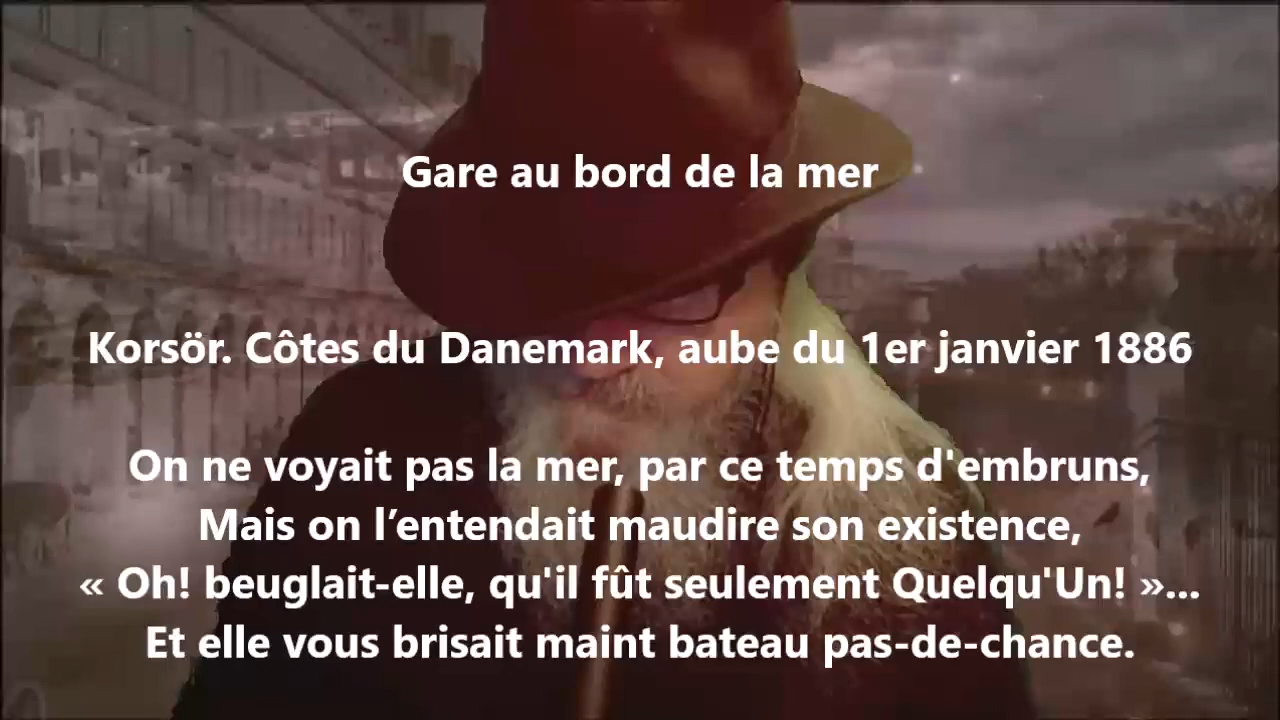 Gare au bord de la mer
Korsör. Côtes du Danemark, aube du 1er janvier 1886
On ne voyait pas la mer, par ce temps d'embruns,
Mais on l’entendait maudire son existence,
« Oh! beuglait-elle, qu'il fût seulement Quelqu'Un! »...
Et elle vous brisait maint bateau pas-de-chance.